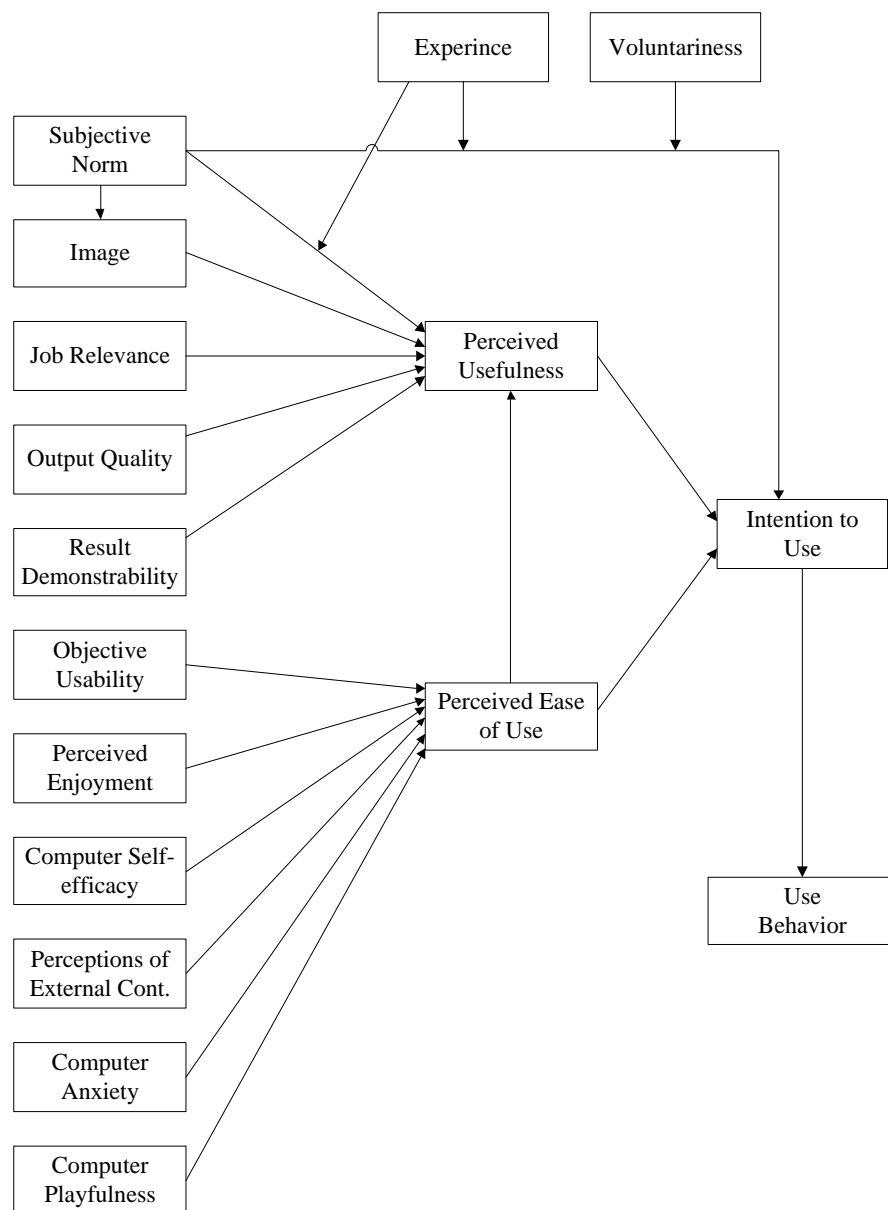 Experince
Voluntariness
Subjective
Norm
Image
Job Relevance
Perceived
Usefulness
Output Quality
Intention to
Use
Result
Demonstrability
Objective
Usability
Perceived Ease
of Use
Perceived
Enjoyment
Computer Self-
efficacy
Use
Behavior
Perceptions of
External Cont.
Computer
Anxiety
Computer
Playfulness